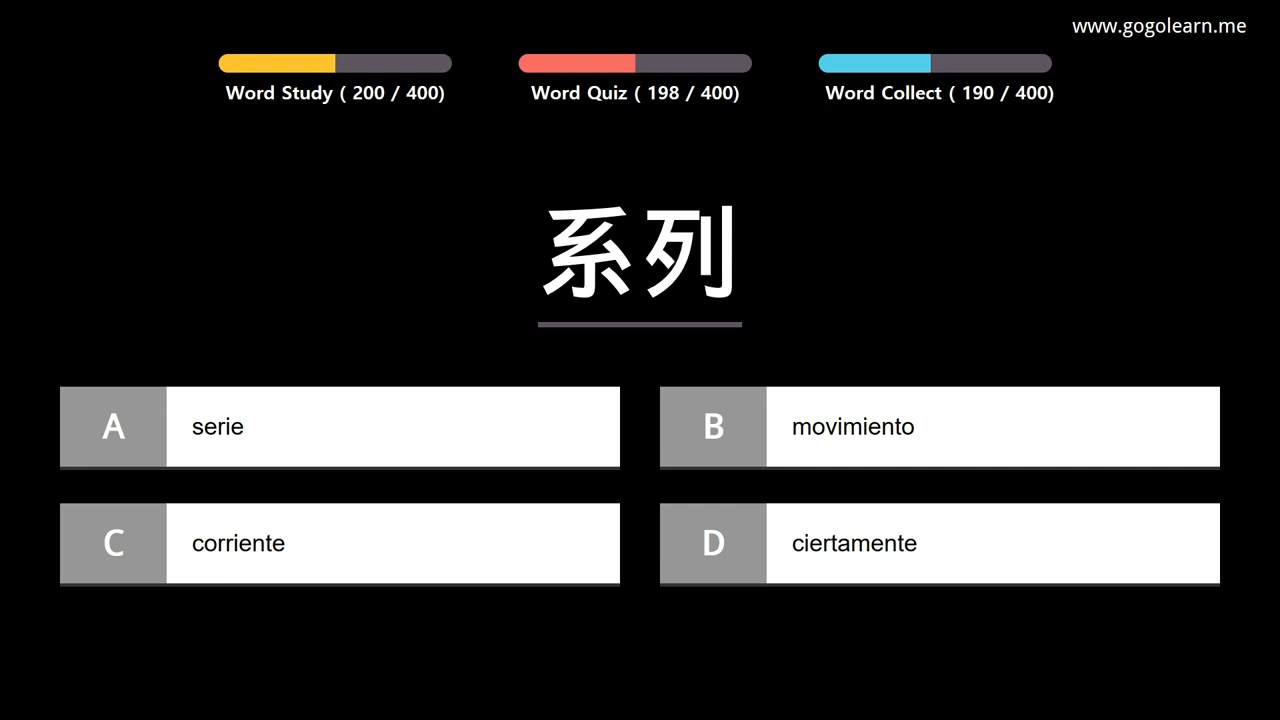 www.gogolearn.me
Word Study ( 200 / 400)
Word Quiz ( 198 / 400)
Word Collect ( 190 / 400)
系列
A serie
B movimiento
C corriente
D ciertamente